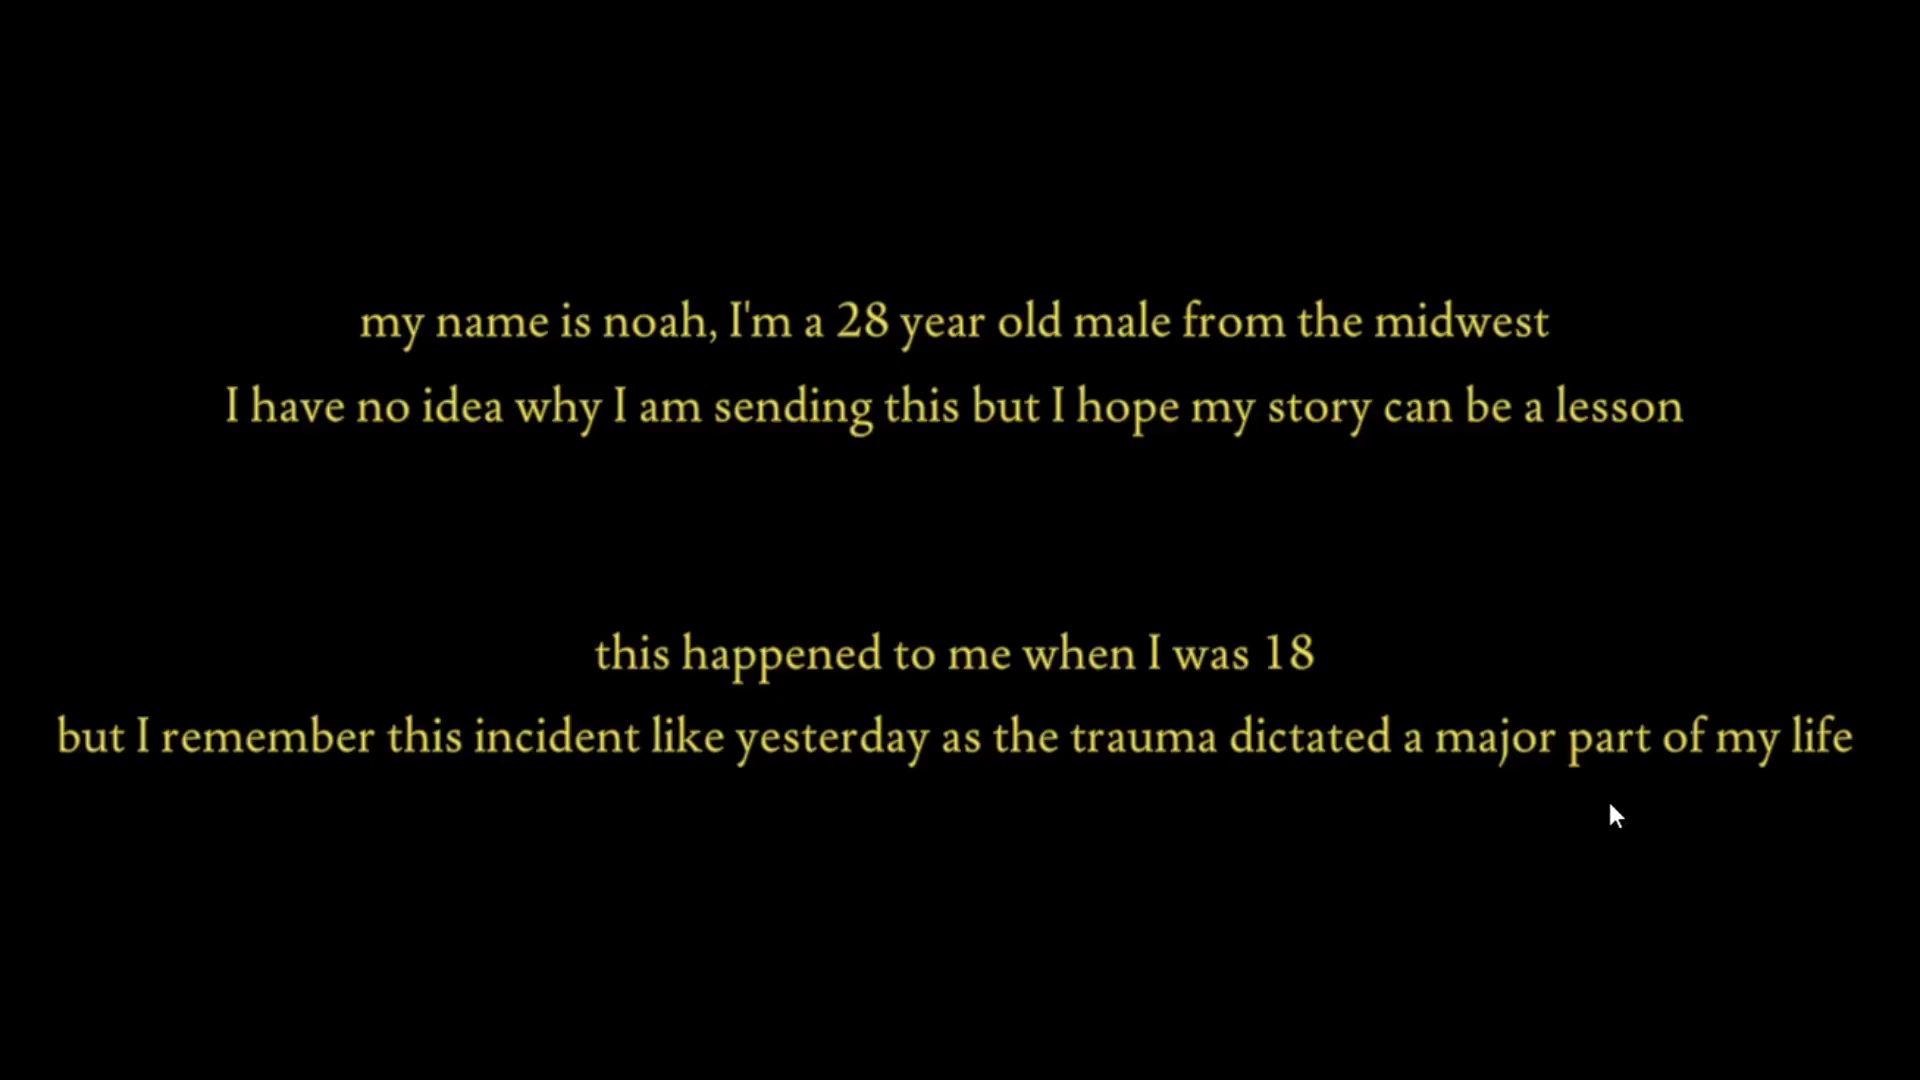 my name is noah, I'm a 28 year old male from the midwest
I have no idea why I am sending this but I hope my story can be a lesson
this happened to me when I was 18
but I remember this incident like yesterday as the trauma dictated a major part of my life